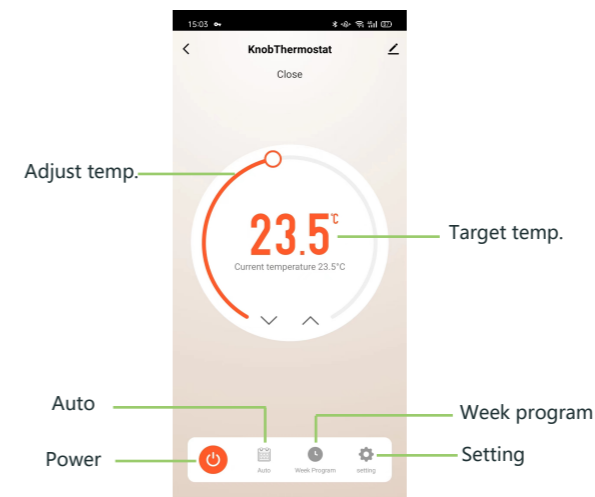 15:03
KnobThermostat
Close
Adjust temp.
23.5℃
Target temp.
Current temperature 23.5°C
Auto
Week program
Power
Setting
Auto
Week Program
setting